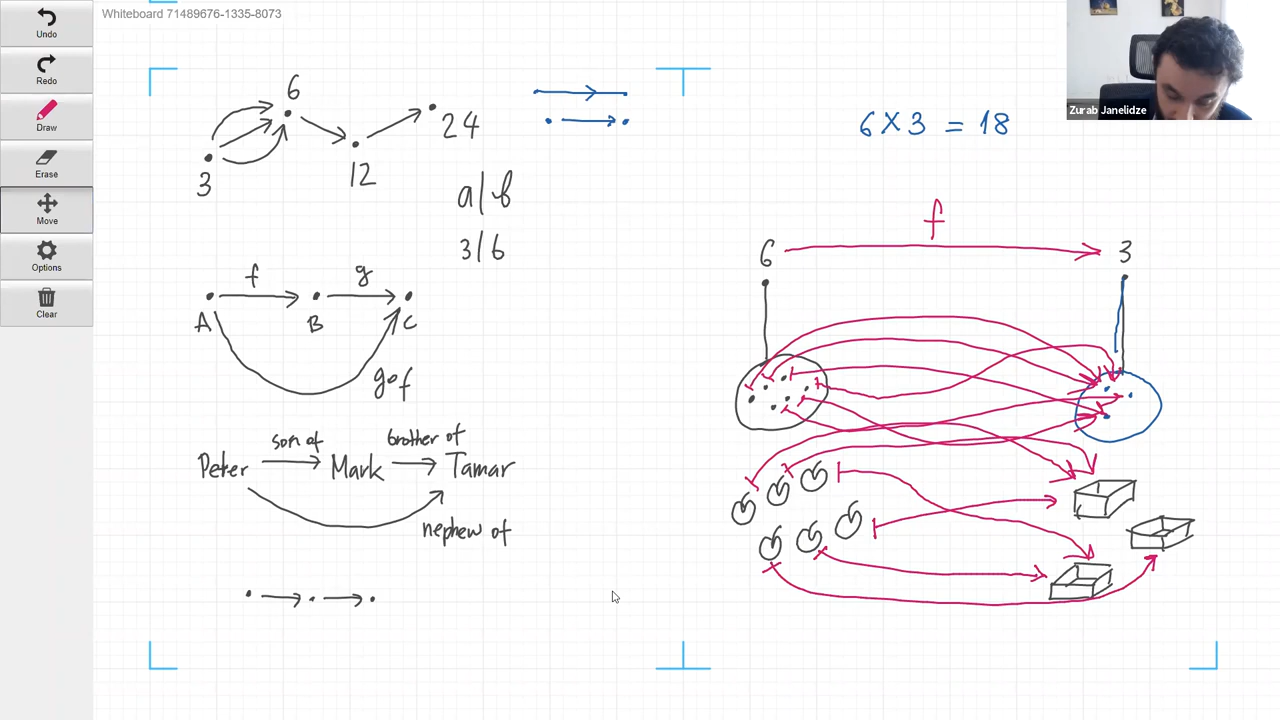 Whiteboard 71489676-1335-8073
Undo
Redo
Draw
Erase
Move
Options
Clear
Zurab Janelidze
6
3
12
24
a|b
3|6
f
g
A
B
C
g∘f
Peter
son of
Mark
brother of
Tamar
nephew of
6 × 3 = 18
f
6
3